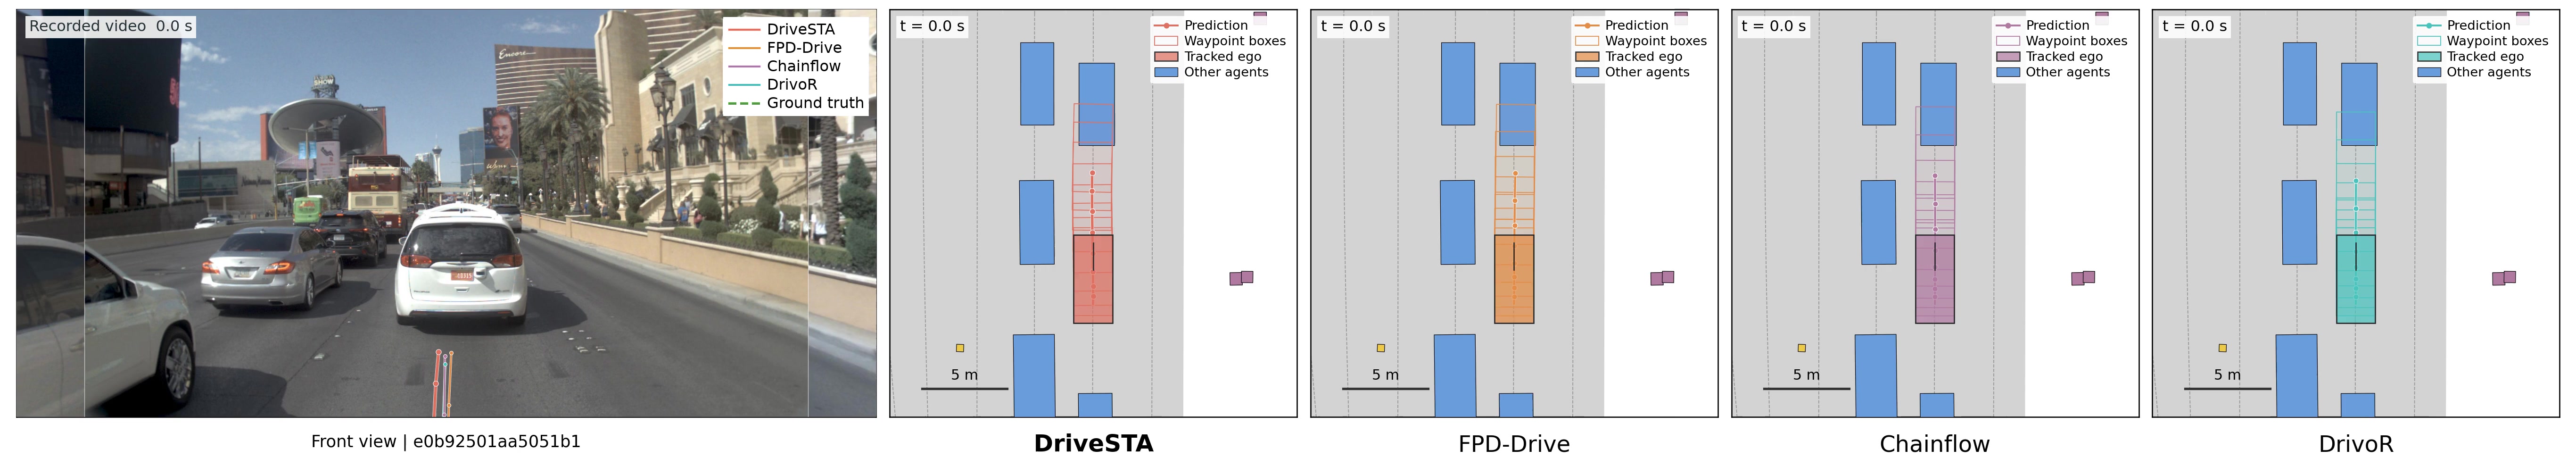 Recorded video 0.0 s
DriveSTA
FPD-Drive
Chainflow
DrivoR
Ground truth
SHOW
Encore
Wynn
Front view | e0b92501aa5051b1
t = 0.0 s
Prediction
Waypoint boxes
Tracked ego
Other agents
5 m
DriveSTA
t = 0.0 s
Prediction
Waypoint boxes
Tracked ego
Other agents
5 m
FPD-Drive
t = 0.0 s
Prediction
Waypoint boxes
Tracked ego
Other agents
5 m
Chainflow
t = 0.0 s
Prediction
Waypoint boxes
Tracked ego
Other agents
5 m
DrivoR